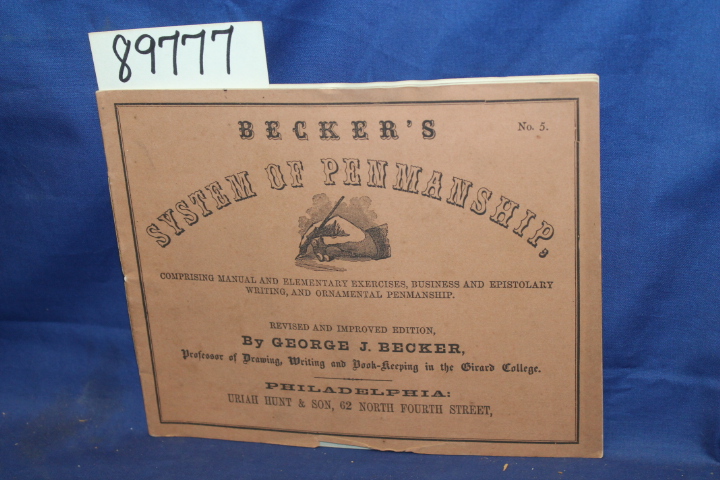 89777
BECKER'S
No. 5.
SYSTEM OF PENMANSHIP,
COMPRISING MANUAL AND ELEMENTARY EXERCISES, BUSINESS AND EPISTOLARY
WRITING, AND ORNAMENTAL PENMANSHIP.
REVISED AND IMPROVED EDITION,
By GEORGE J. BECKER,
Professor of Drawing, Writing and Book-Keeping in the Girard College.
PHILADELPHIA:
URIAH HUNT & SON, 62 NORTH FOURTH STREET,